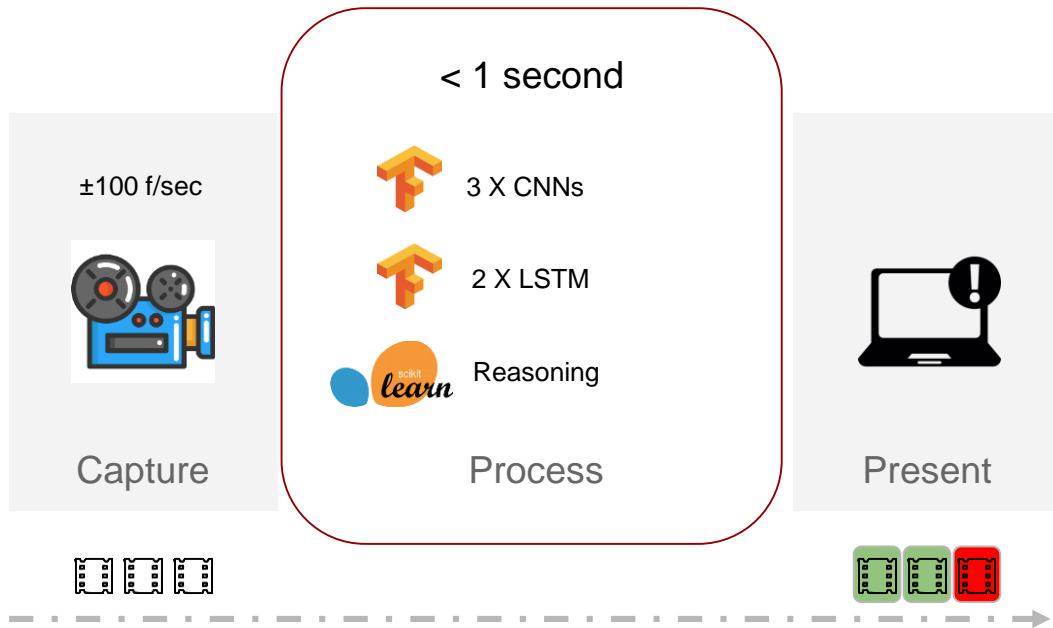 < 1 second
±100 f/sec
3 X CNNs
2 X LSTM
scikit
learn
Reasoning
!
Capture
Process
Present